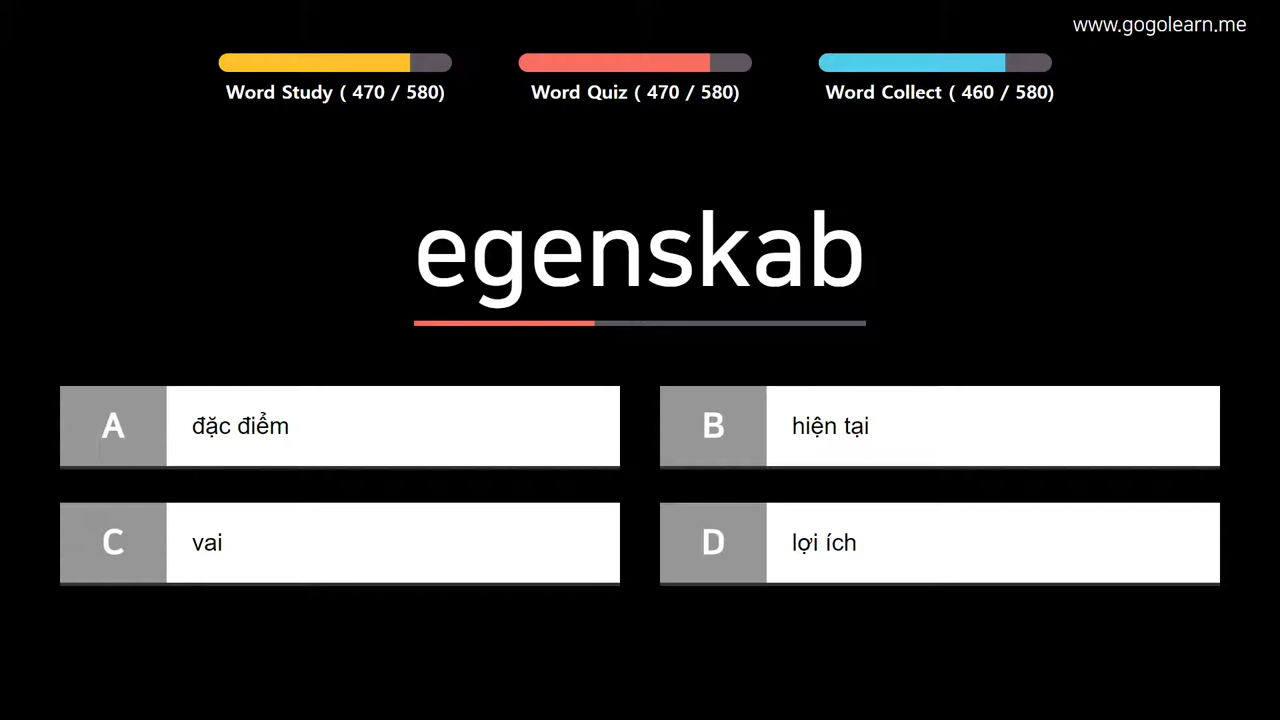 www.gogolearn.me
Word Study ( 470 / 580)
Word Quiz ( 470 / 580)
Word Collect ( 460 / 580)
egenskab
A đặc điểm
B hiện tại
C vai
D lợi ích